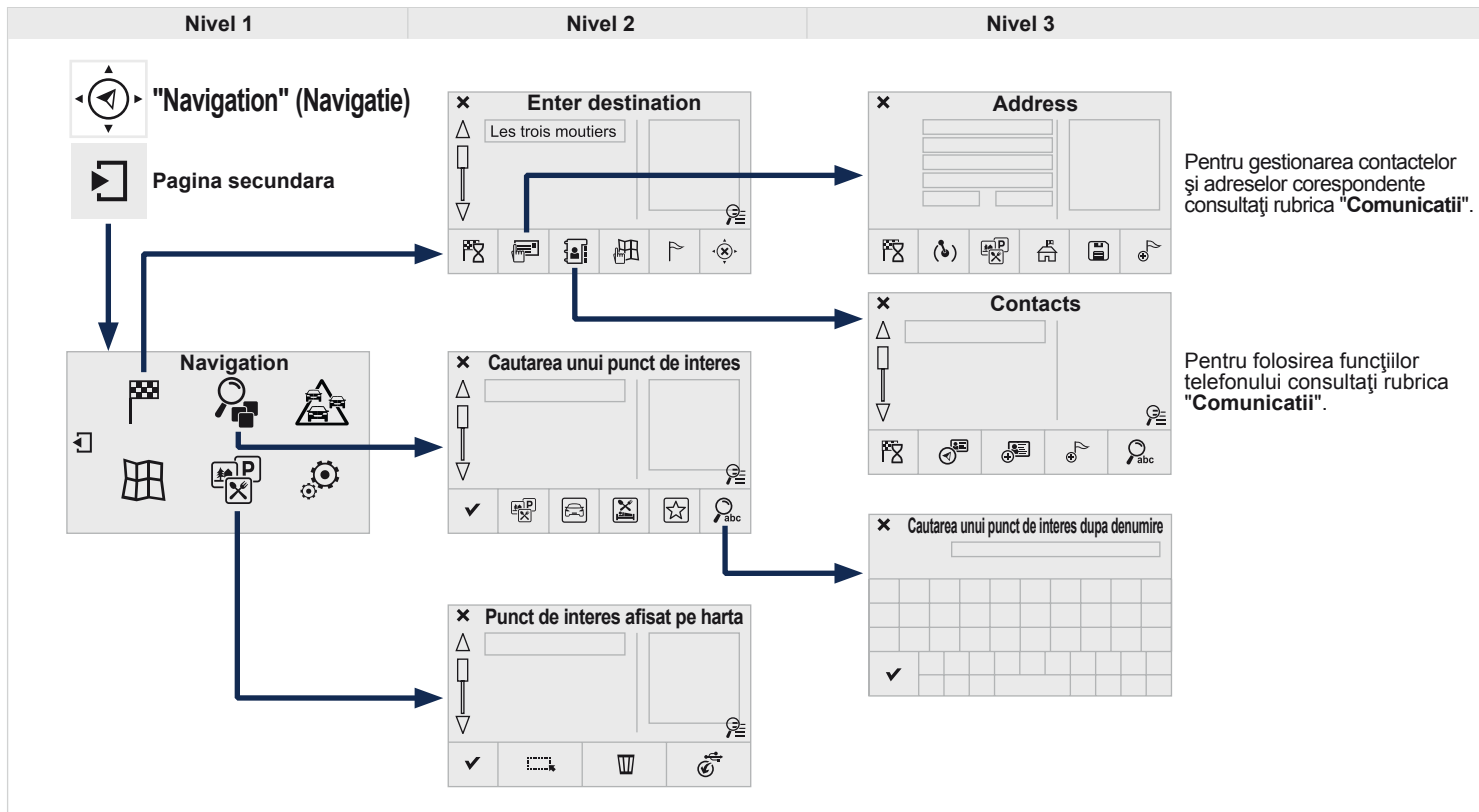 Nivel 1
Nivel 2
Nivel 3
"Navigation" (Navigatie)
Pagina secundara
Navigation
P
Enter destination
Les trois moutiers
Cautarea unui punct de interes
P
abc
Punct de interes afisat pe harta
Address
P
Pentru gestionarea contactelor
şi adreselor corespondente
consultaţi rubrica "Comunicatii".
Contacts
abc
Pentru folosirea funcţiilor
telefonului consultaţi rubrica
"Comunicatii".
Cautarea unui punct de interes dupa denumire